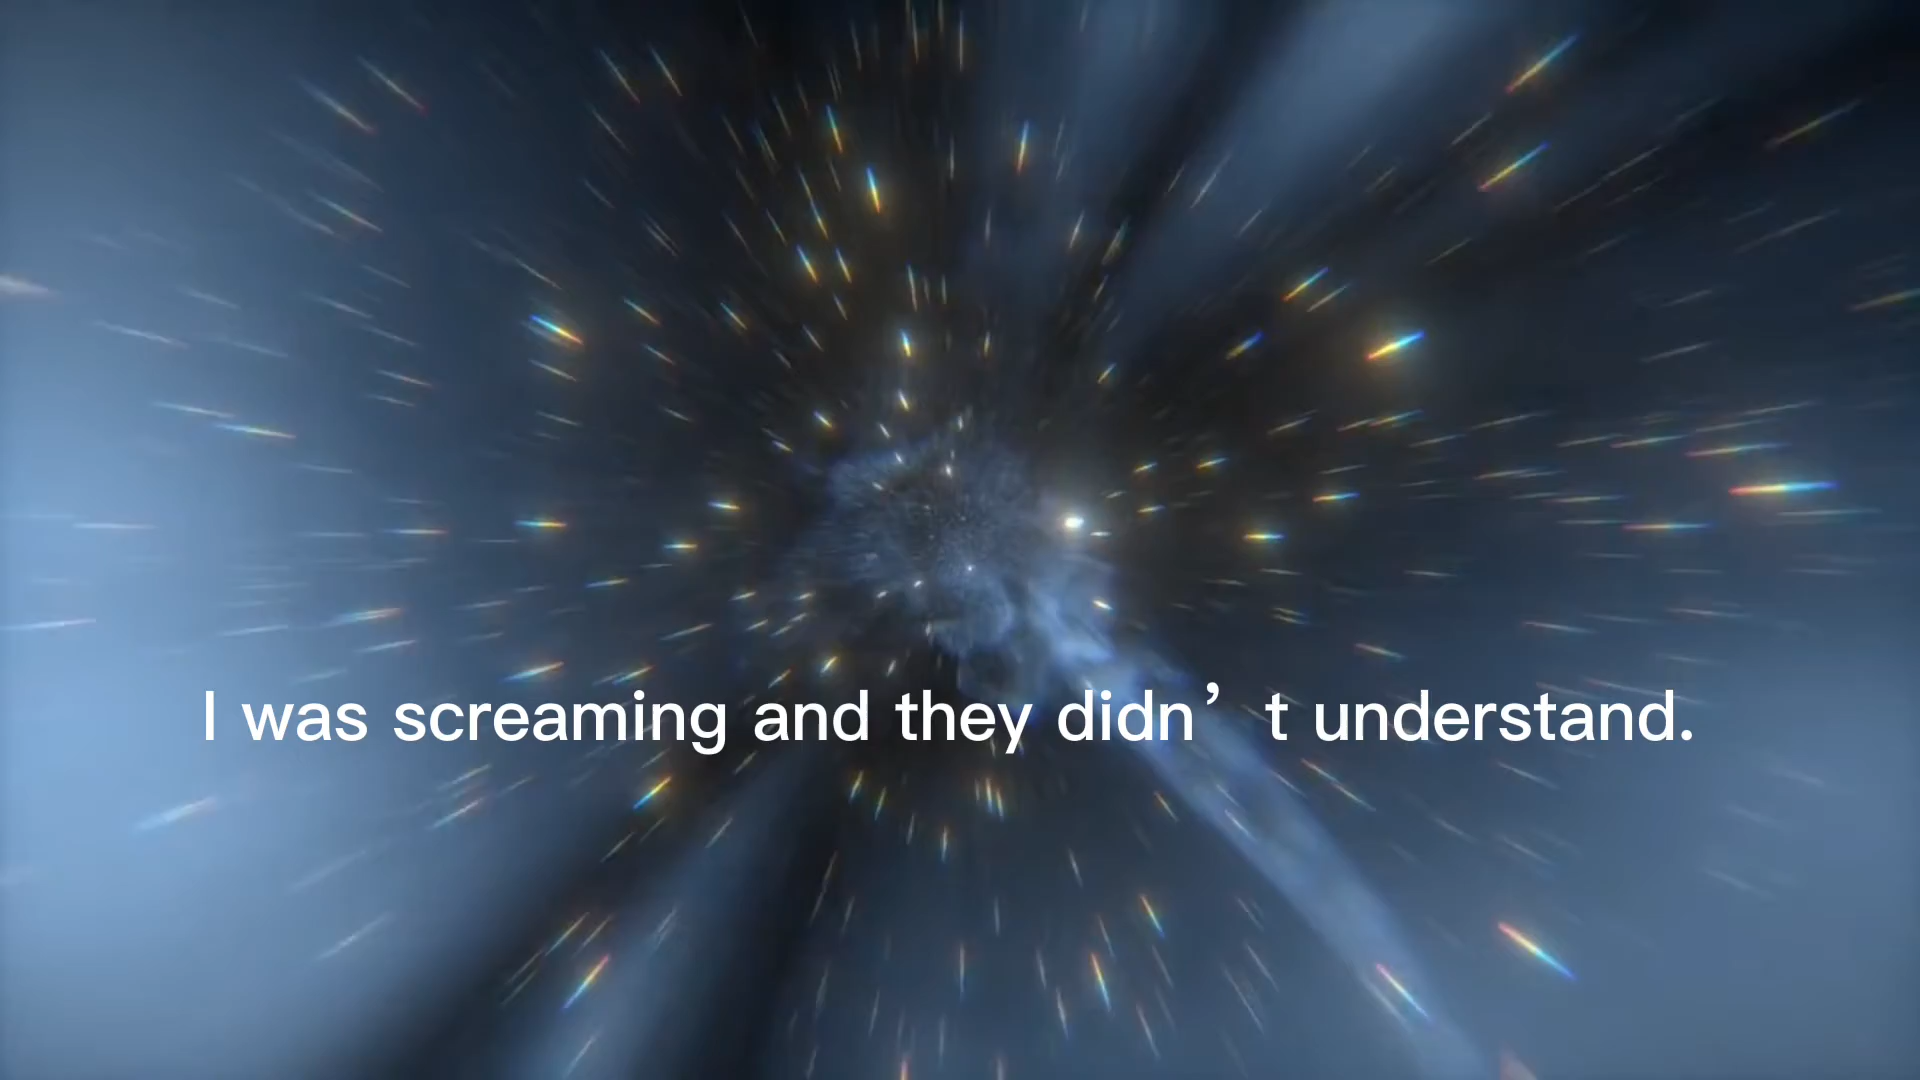 I was screaming and they didn’t understand.